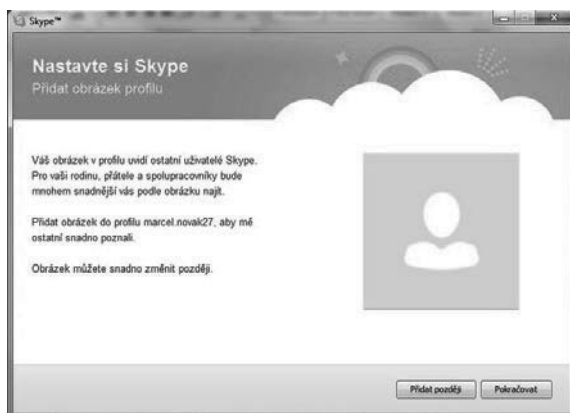 Skype™
Nastavte si Skype
Přidat obrázek profilu
Váš obrázek v profilu uvidí ostatní uživatelé Skype.
Pro vaši rodinu, přátele a spolupracovníky bude
mnohem snadnější vás podle obrázku najít.
Přidat obrázek do profilu marcel.novak27, aby mě
ostatní snadno poznali.
Obrázek můžete snadno změnit později.
Přidat později
Pokračovat